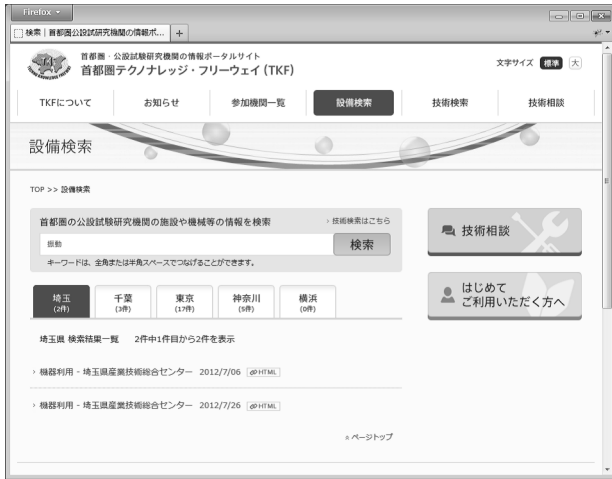 Firefox
検索｜首都圏公設試研究機関の情報ポ...
首都圏・公設試験研究機関の情報ポータルサイト
首都圏テクノナレッジ・フリーウェイ (TKF)
文字サイズ 標準 大
TKFについて お知らせ 参加機関一覧 設備検索 技術検索 技術相談
設備検索
TOP >> 設備検索
首都圏の公設試験研究機関の施設や機械等の情報を検索
› 技術検索はこちら
振動
検索
キーワードは、全角または半角スペースでつなげることができます。
技術相談
はじめて
ご利用いただく方へ
埼玉 千葉 東京 神奈川 横浜
(2件) (3件) (17件) (5件) (0件)
埼玉県 検索結果一覧 2件中1件目から2件を表示
› 機器利用 - 埼玉県産業技術総合センター 2012/7/06 HTML
› 機器利用 - 埼玉県産業技術総合センター 2012/7/26 HTML
ページトップ